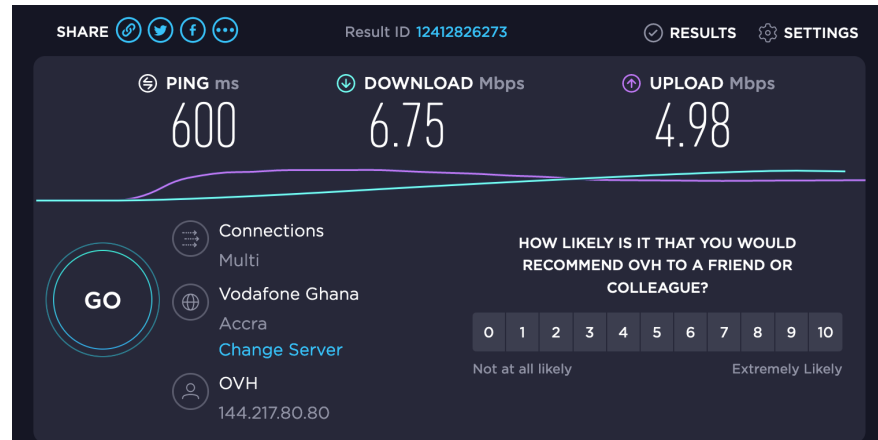 SHARE
Result ID 12412826273
RESULTS
SETTINGS
PING ms
600
DOWNLOAD Mbps
6.75
UPLOAD Mbps
4.98
GO
Connections
Multi
Vodafone Ghana
Accra
Change Server
OVH
144.217.80.80
HOW LIKELY IS IT THAT YOU WOULD
RECOMMEND OVH TO A FRIEND OR
COLLEAGUE?
0 1 2 3 4 5 6 7 8 9 10
Not at all likely
Extremely Likely